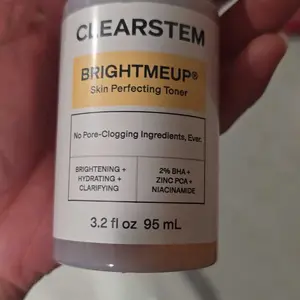 CLEARSTEM
BRIGHTMEUP®
Skin Perfecting Toner
No Pore-Clogging Ingredients, Ever.
BRIGHTENING +
HYDRATING +
CLARIFYING
2% BHA +
ZINC PCA +
NIACINAMIDE
3.2 fl oz 95 mL